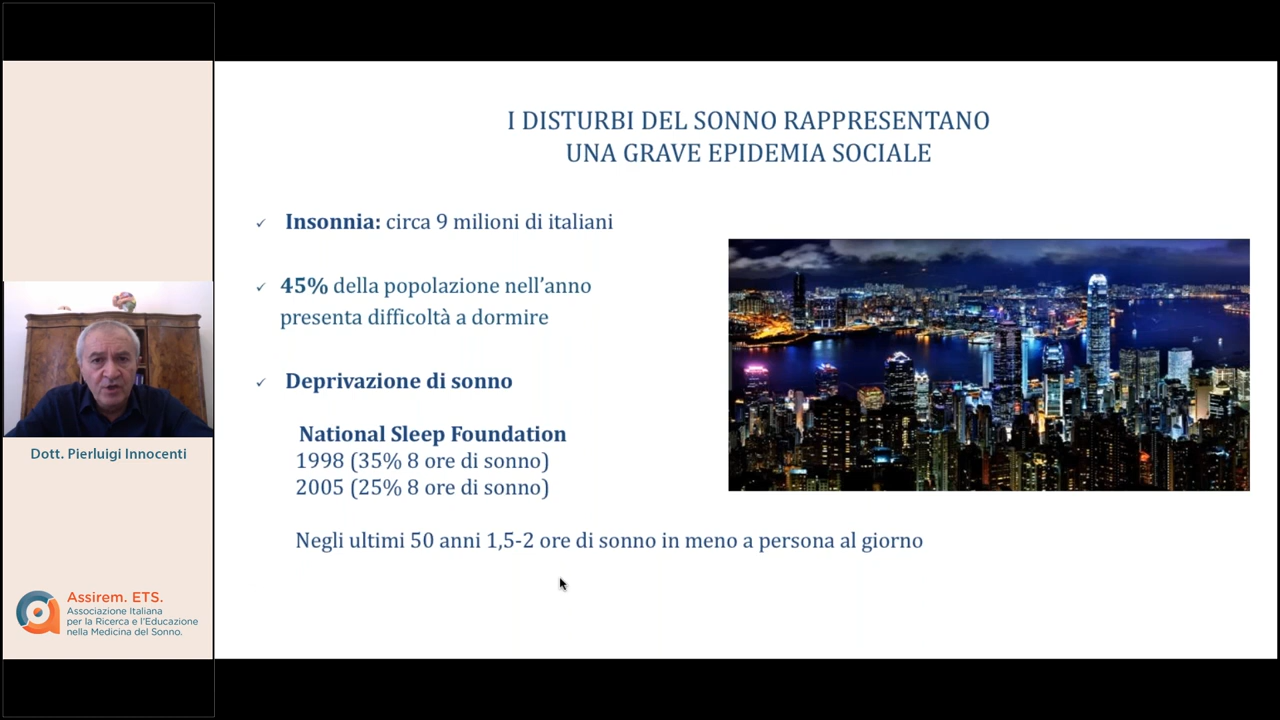 I DISTURBI DEL SONNO RAPPRESENTANO
UNA GRAVE EPIDEMIA SOCIALE
Insonnia: circa 9 milioni di italiani
45% della popolazione nell'anno
presenta difficoltà a dormire
Deprivazione di sonno
National Sleep Foundation
1998 (35% 8 ore di sonno)
2005 (25% 8 ore di sonno)
Negli ultimi 50 anni 1,5-2 ore di sonno in meno a persona al giorno
Dott. Pierluigi Innocenti
Assirem. ETS.
Associazione Italiana
per la Ricerca e l'Educazione
nella Medicina del Sonno.